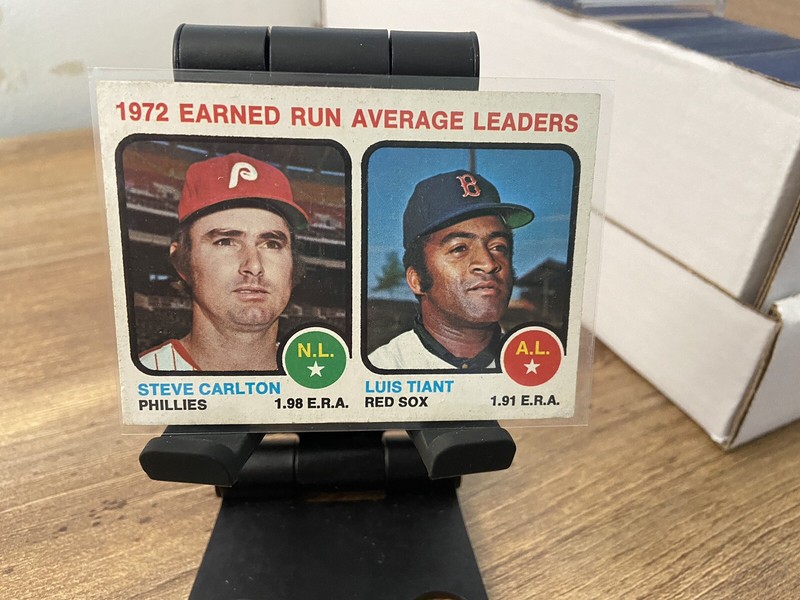 1972 EARNED RUN AVERAGE LEADERS
P
B
N.L.
A.L.
STEVE CARLTON
PHILLIES 1.98 E.R.A.
LUIS TIANT
RED SOX 1.91 E.R.A.